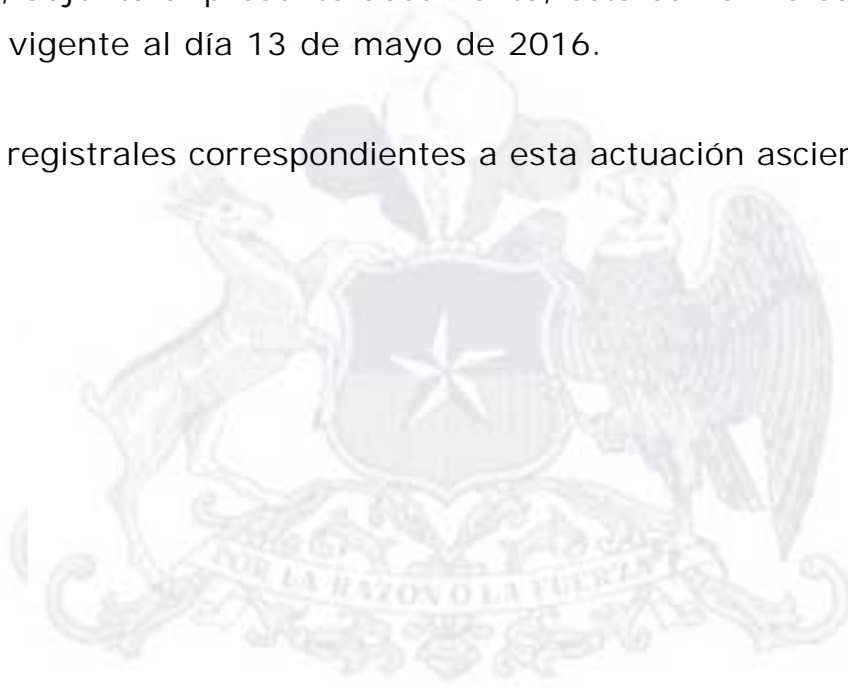 vigente al día 13 de mayo de 2016.
registrales correspondientes a esta actuación ascien
POR LA RAZON O LA FUERZA